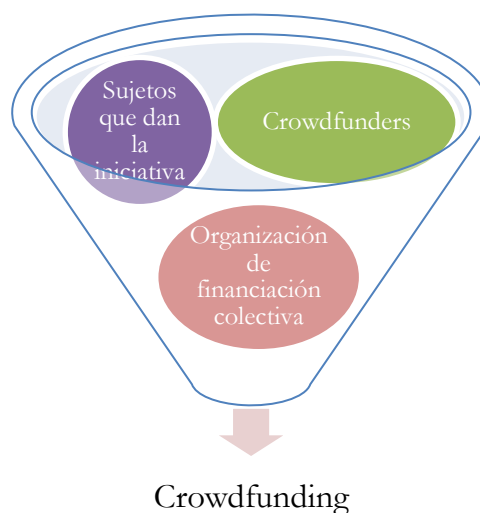 Sujetos
que dan
la
iniciativa
Crowdfunders
Organización
de
financiación
colectiva
Crowdfunding